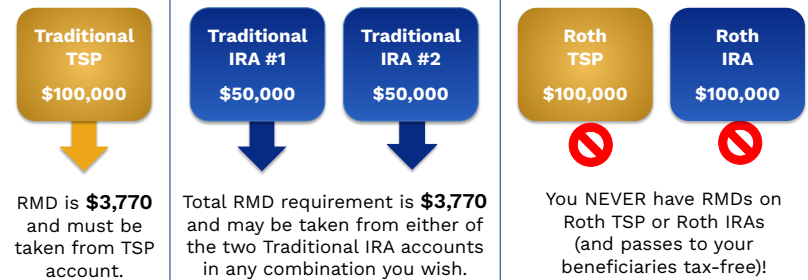 Traditional
TSP
$100,000
RMD is $3,770
and must be
taken from TSP
account.
Traditional
IRA #1
$50,000
Traditional
IRA #2
$50,000
Total RMD requirement is $3,770
and may be taken from either of
the two Traditional IRA accounts
in any combination you wish.
Roth
TSP
$100,000
Roth
IRA
$100,000
You NEVER have RMDs on
Roth TSP or Roth IRAs
(and passes to your
beneficiaries tax-free)!